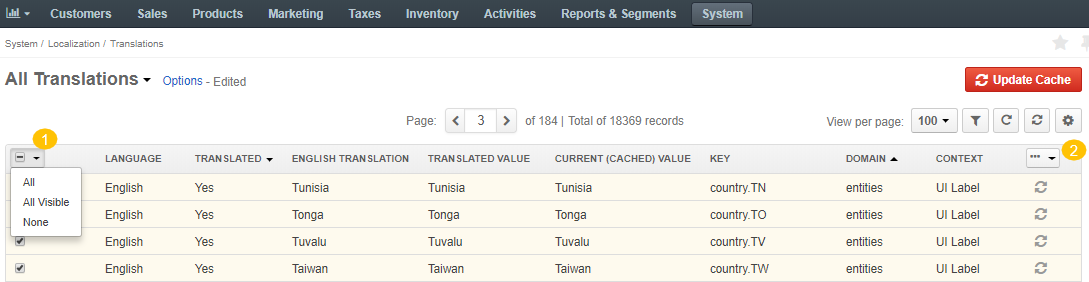 Customers Sales Products Marketing Taxes Inventory Activities Reports & Segments System
System / Localization / Translations
All Translations Options - Edited Update Cache
Page: 3 of 184 | Total of 18369 records View per page: 100
1
LANGUAGE TRANSLATED ENGLISH TRANSLATION TRANSLATED VALUE CURRENT (CACHED) VALUE KEY DOMAIN CONTEXT ... 2
All
All Visible
None
English Yes Tunisia Tunisia Tunisia country.TN entities UI Label
English Yes Tonga Tonga Tonga country.TO entities UI Label
English Yes Tuvalu Tuvalu Tuvalu country.TV entities UI Label
English Yes Taiwan Taiwan Taiwan country.TW entities UI Label